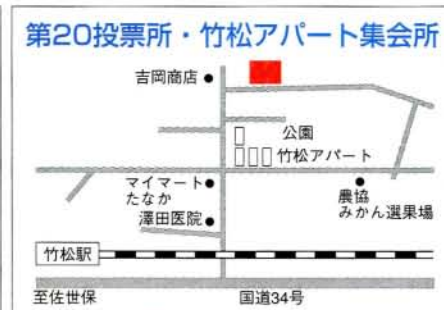 第20投票所・竹松アパート集会所
吉岡商店
公園
竹松アパート
マイマート
たなか
農協
みかん選果場
澤田医院
竹松駅
至佐世保
国道34号